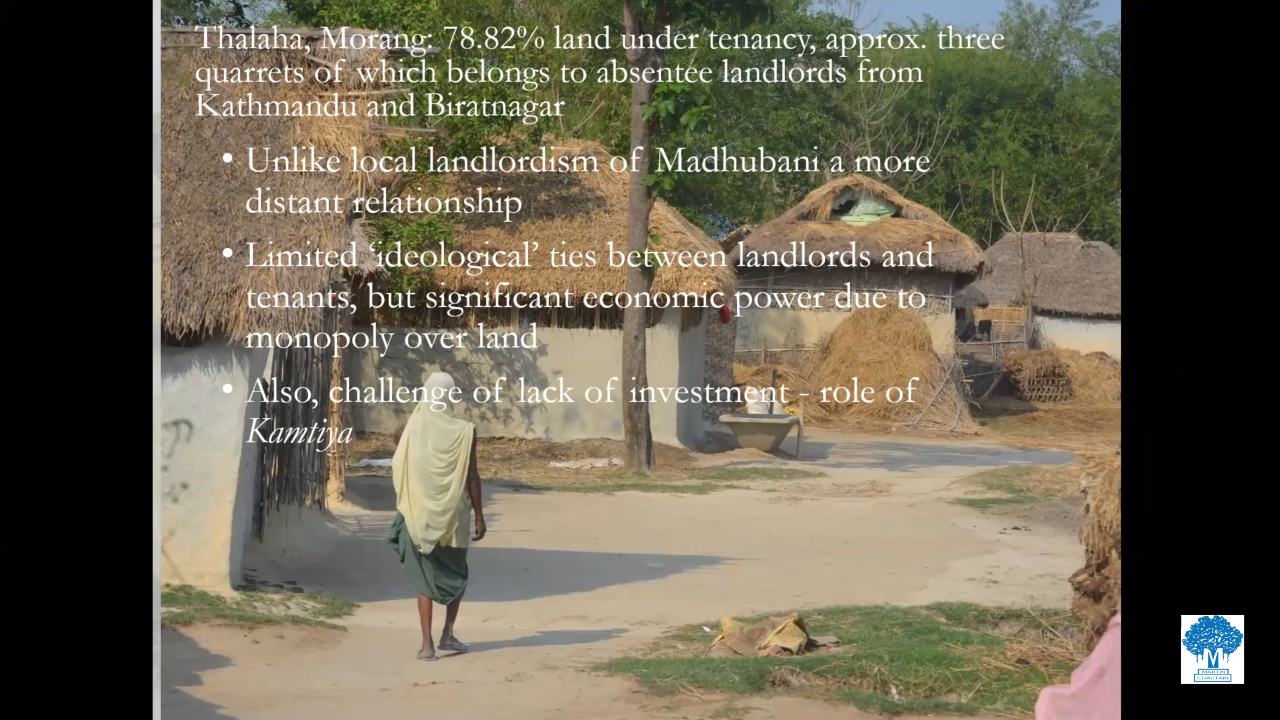 Thalaha, Morang: 78.82% land under tenancy, approx. three
quarrets of which belongs to absentee landlords from
Kathmandu and Biratnagar
• Unlike local landlordism of Madhubani a more
distant relationship
• Limited ‘ideological’ ties between landlords and
tenants, but significant economic power due to
monopoly over land
• Also, challenge of lack of investment - role of
Kamtiya
MARTIN
CHAUTARI